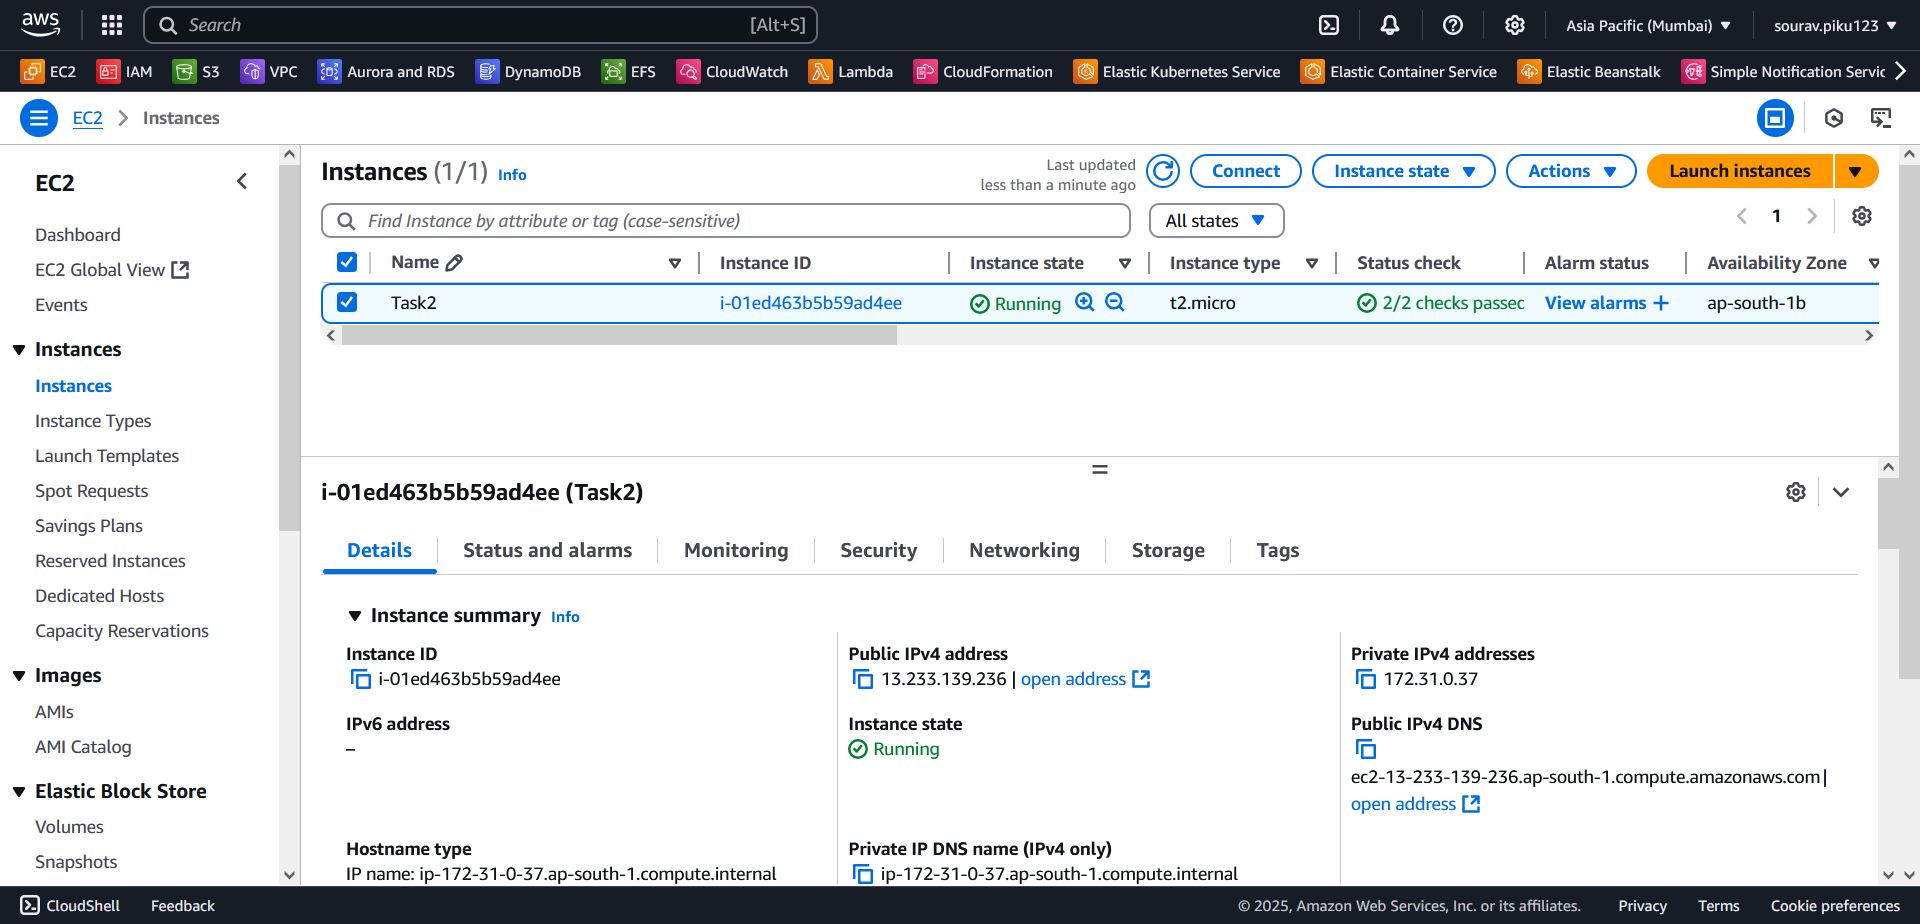 aws
Search [Alt+S]
Asia Pacific (Mumbai)
sourav.piku123
EC2 IAM S3 VPC Aurora and RDS DynamoDB EFS CloudWatch Lambda CloudFormation Elastic Kubernetes Service Elastic Container Service Elastic Beanstalk Simple Notification Servic
EC2 > Instances
EC2
Dashboard
EC2 Global View
Events
Instances
Instances
Instance Types
Launch Templates
Spot Requests
Savings Plans
Reserved Instances
Dedicated Hosts
Capacity Reservations
Images
AMIs
AMI Catalog
Elastic Block Store
Volumes
Snapshots
Instances (1/1) Info
Last updated
less than a minute ago
Connect
Instance state
Actions
Launch instances
Find Instance by attribute or tag (case-sensitive)
All states
1
Name Instance ID Instance state Instance type Status check Alarm status Availability Zone
Task2 i-01ed463b5b59ad4ee Running t2.micro 2/2 checks passec View alarms + ap-south-1b
i-01ed463b5b59ad4ee (Task2)
Details Status and alarms Monitoring Security Networking Storage Tags
Instance summary Info
Instance ID
i-01ed463b5b59ad4ee
Public IPv4 address
13.233.139.236 | open address
Private IPv4 addresses
172.31.0.37
IPv6 address
–
Instance state
Running
Public IPv4 DNS
ec2-13-233-139-236.ap-south-1.compute.amazonaws.com |
open address
Hostname type
IP name: ip-172-31-0-37.ap-south-1.compute.internal
Private IP DNS name (IPv4 only)
ip-172-31-0-37.ap-south-1.compute.internal
CloudShell Feedback
© 2025, Amazon Web Services, Inc. or its affiliates. Privacy Terms Cookie preferences